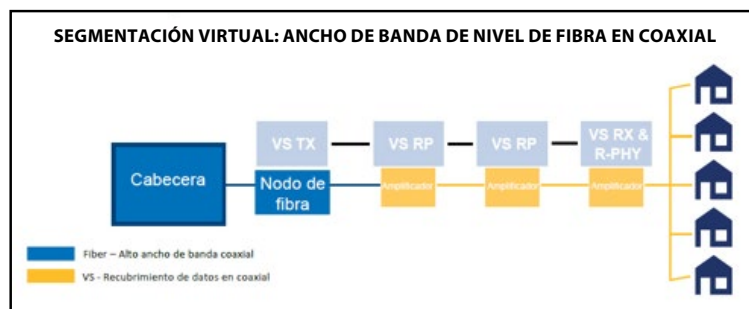 SEGMENTACIÓN VIRTUAL: ANCHO DE BANDA DE NIVEL DE FIBRA EN COAXIAL
VS TX
VS RP
VS RP
VS RX &
R-PHY
Cabecera
Nodo de
fibra
Amplificador
Amplificador
Amplificador
Fiber – Alto ancho de banda coaxial
VS - Recubrimiento de datos en coaxial